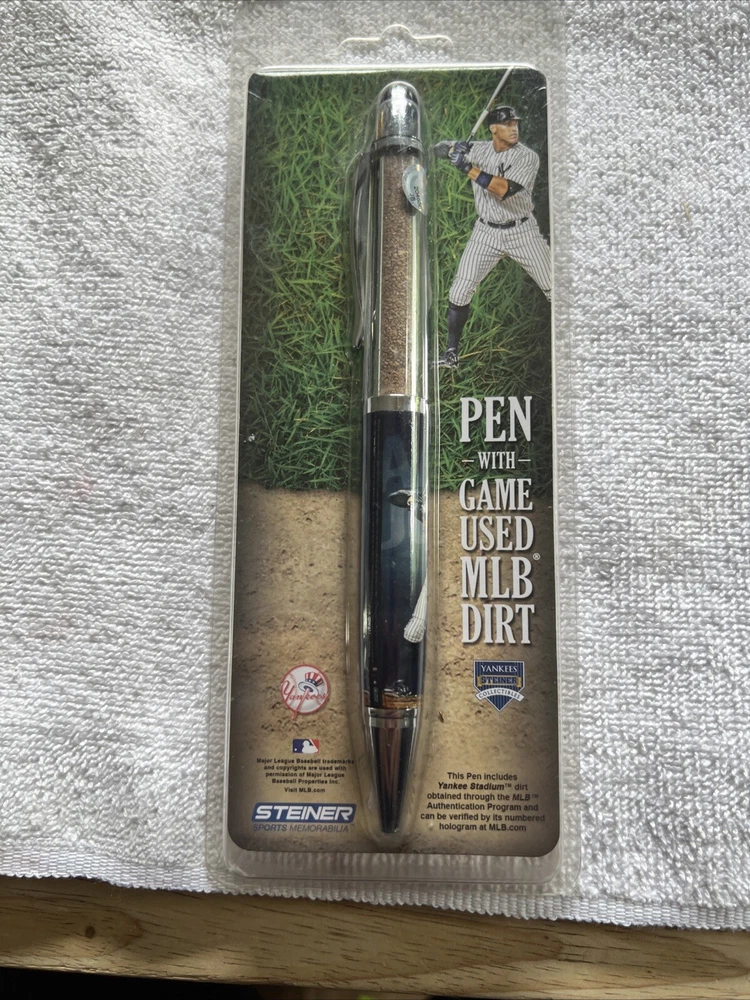 PEN
WITH
GAME
USED
MLB®
DIRT
YANKEES
STEINER
COLLECTIBLES
Yankees
Major League Baseball trademarks
and copyrights are used with
permission of Major League
Baseball Properties Inc.
Visit MLB.com
STEINER
SPORTS MEMORABILIA
This Pen includes
Yankee Stadium™ dirt
obtained through the MLB™
Authentication Program and
can be verified by its numbered
hologram at MLB.com